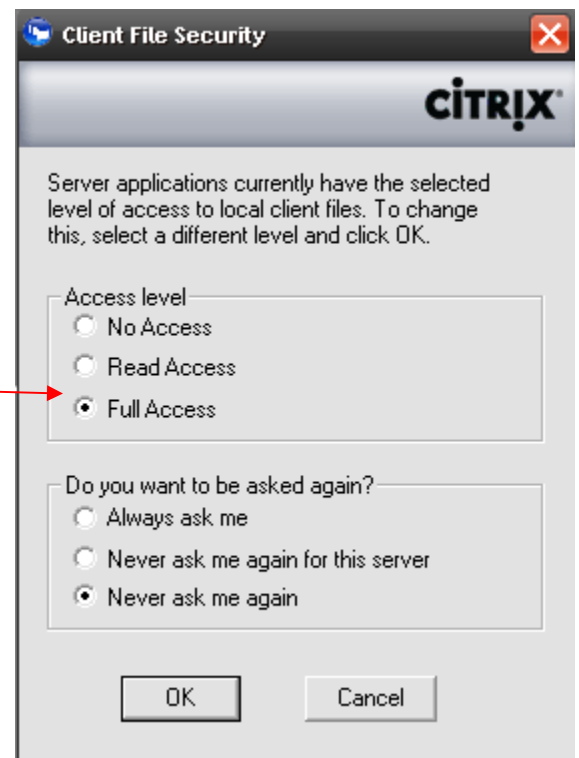 Client File Security
CİTRIX
Server applications currently have the selected
level of access to local client files. To change
this, select a different level and click OK.
Access level
No Access
Read Access
Full Access
Do you want to be asked again?
Always ask me
Never ask me again for this server
Never ask me again
OK Cancel